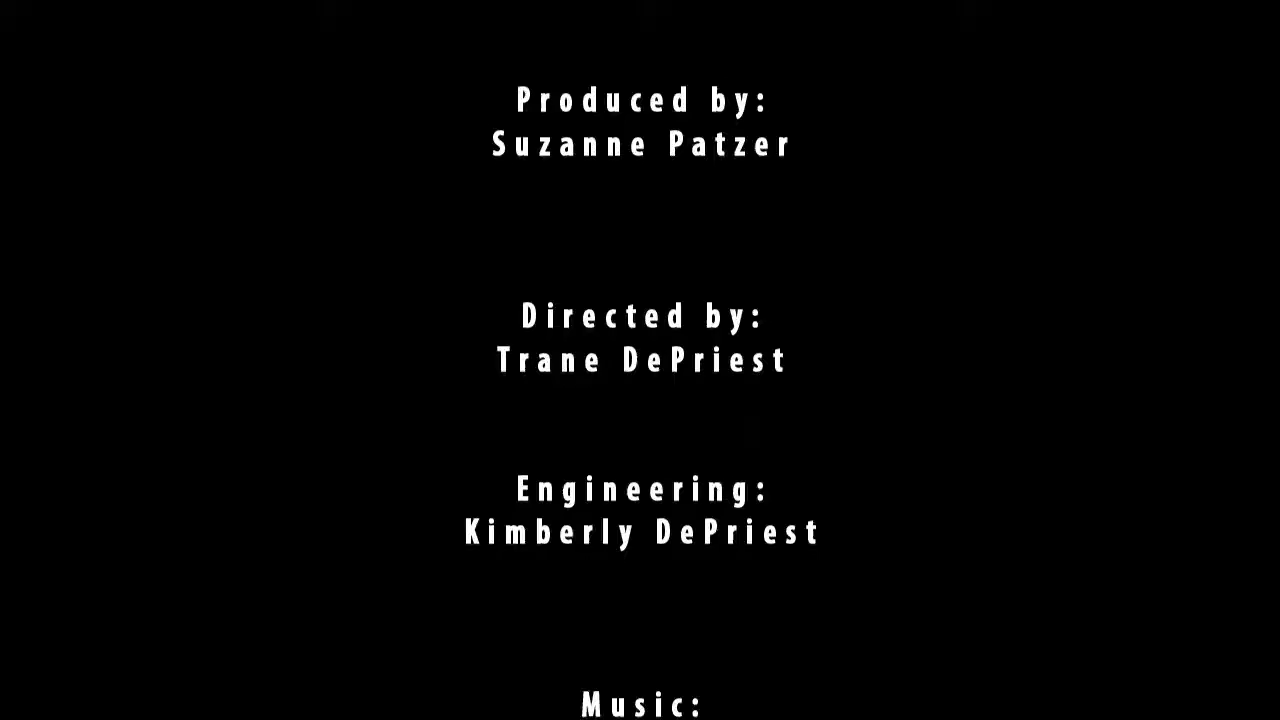 Produced by:
Suzanne Patzer
Directed by:
Trane DePriest
Engineering:
Kimberly DePriest
Music: